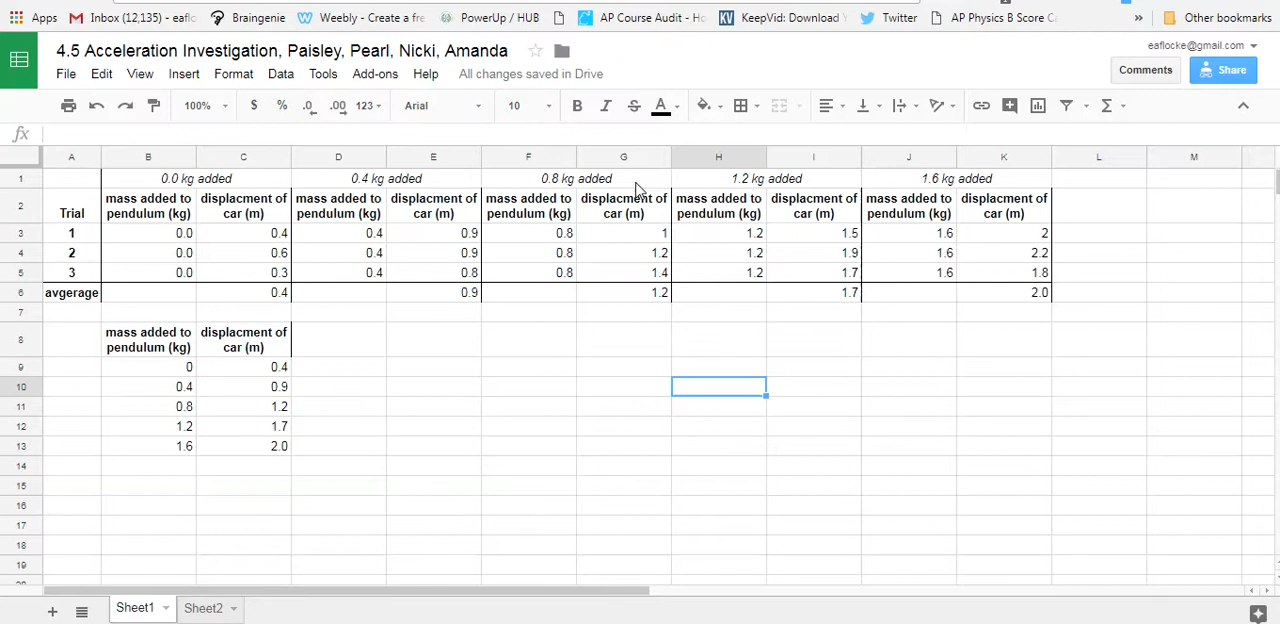 Apps Inbox (12,135) - eaflo Braingenie Weebly - Create a fre PowerUp / HUB AP Course Audit - Ho KeepVid: Download Twitter AP Physics B Score Ca » Other bookmarks
4.5 Acceleration Investigation, Paisley, Pearl, Nicki, Amanda
eaflocke@gmail.com
File Edit View Insert Format Data Tools Add-ons Help All changes saved in Drive
Comments Share
100% $ % .0 .00 123 Arial 10 B I S A Σ
fx
A B C D E F G H I J K L M
1 0.0 kg added 0.4 kg added 0.8 kg added 1.2 kg added 1.6 kg added
mass added to displacment of mass added to displacment of mass added to displacment of mass added to displacment of mass added to displacment of
2 Trial pendulum (kg) car (m) pendulum (kg) car (m) pendulum (kg) car (m) pendulum (kg) car (m) pendulum (kg) car (m)
3 1 0.0 0.4 0.4 0.9 0.8 1 1.2 1.5 1.6 2
4 2 0.0 0.6 0.4 0.9 0.8 1.2 1.2 1.9 1.6 2.2
5 3 0.0 0.3 0.4 0.8 0.8 1.4 1.2 1.7 1.6 1.8
6 avgerage 0.4 0.9 1.2 1.7 2.0
7
mass added to displacment of
8 pendulum (kg) car (m)
9 0 0.4
10 0.4 0.9
11 0.8 1.2
12 1.2 1.7
13 1.6 2.0
14
15
16
17
18
19
+ Sheet1 Sheet2